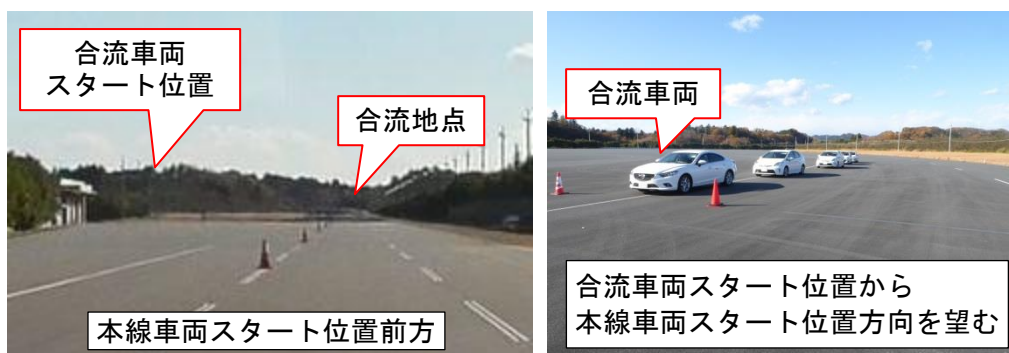 合流車両
スタート位置
合流地点
本線車両スタート位置前方
合流車両
合流車両スタート位置から
本線車両スタート位置方向を望む